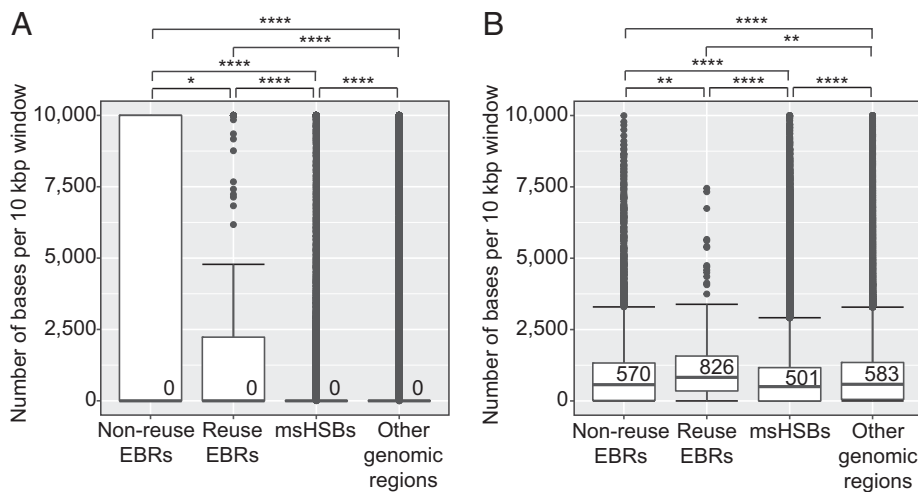 A
****
****
****
* **** ****
Number of bases per 10 kbp window
10,000
7,500
5,000
2,500
0
0 0 0 0
Non-reuse EBRs
Reuse EBRs
msHSBs
Other genomic regions
B
****
**
****
** **** ****
Number of bases per 10 kbp window
10,000
7,500
5,000
2,500
0
570 826 501 583
Non-reuse EBRs
Reuse EBRs
msHSBs
Other genomic regions